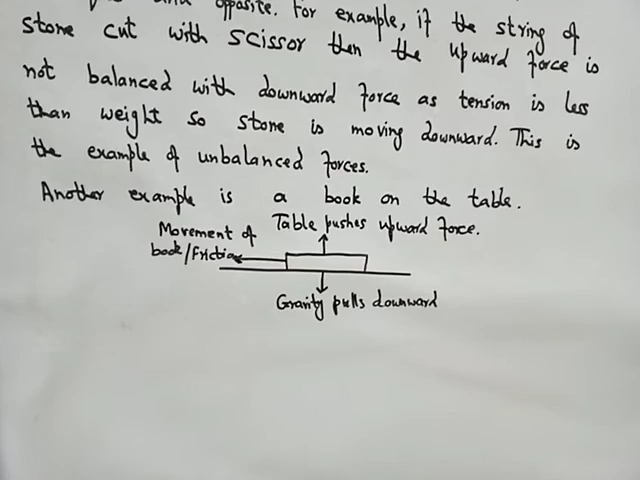 opposite. For example, if the string of
stone cut with scissor then the upward force is
not balanced with downward force as tension is less
than weight so stone is moving downward. This is
the example of unbalanced forces.
Another example is a book on the table.
Movement of
book/Friction
Table pushes upward force.
Gravity pulls downward